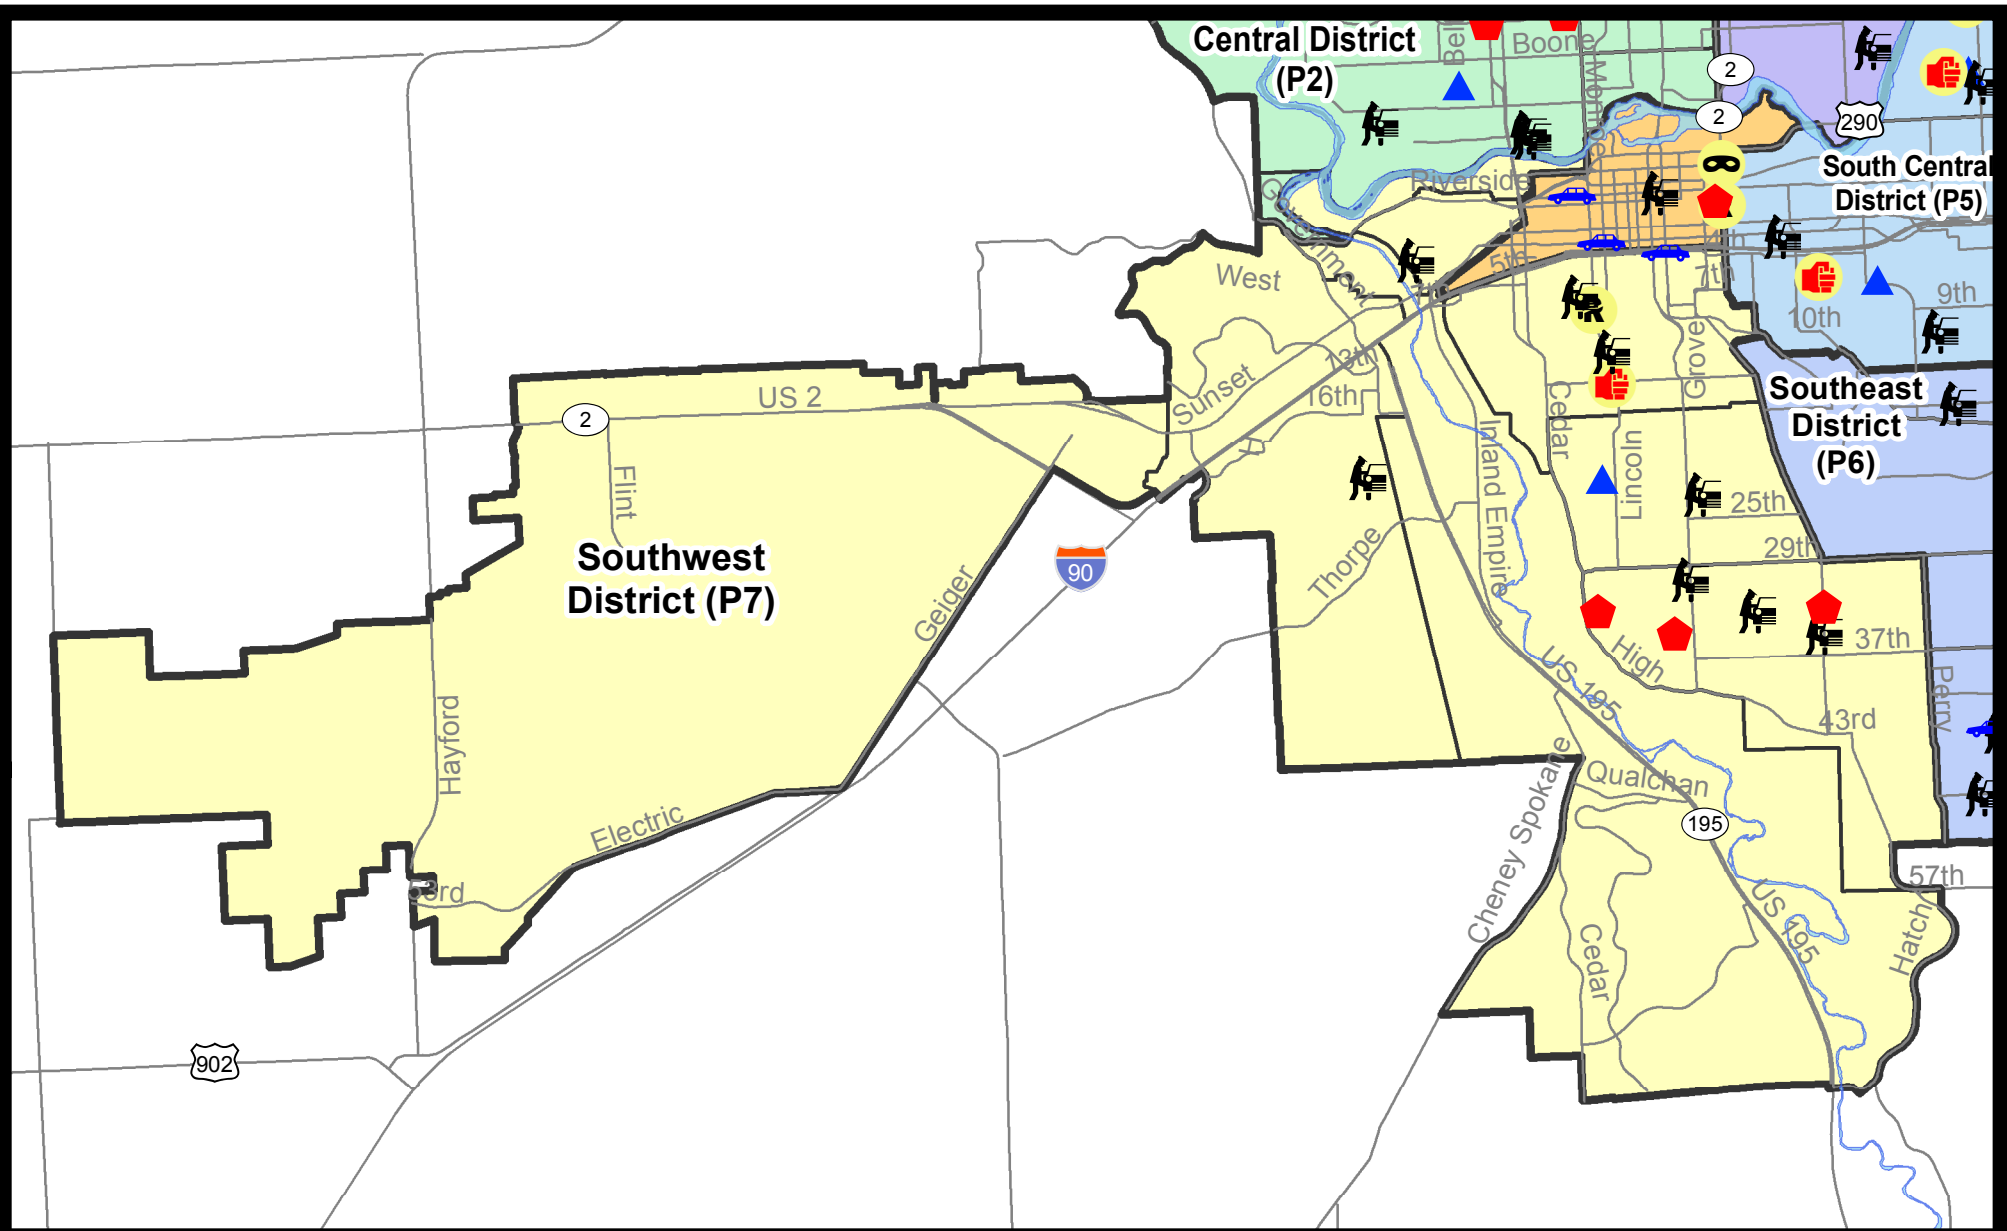 Central District
(P2)
Boone
2
2
290
South Central
District (P5)
Riverside
Government
West
5th
7th
9th
10th
Grove
13th
Sunset
16th
US 2
2
Cedar
Southeast
District
(P6)
Flint
Inland Empire
Lincoln
25th
29th
Southwest
District (P7)
90
Thorpe
Geiger
High
37th
US 195
Perry
43rd
Hayford
Qualchan
Electric
Cheney Spokane
195
57th
53rd
US 195
Hatch
Cedar
902